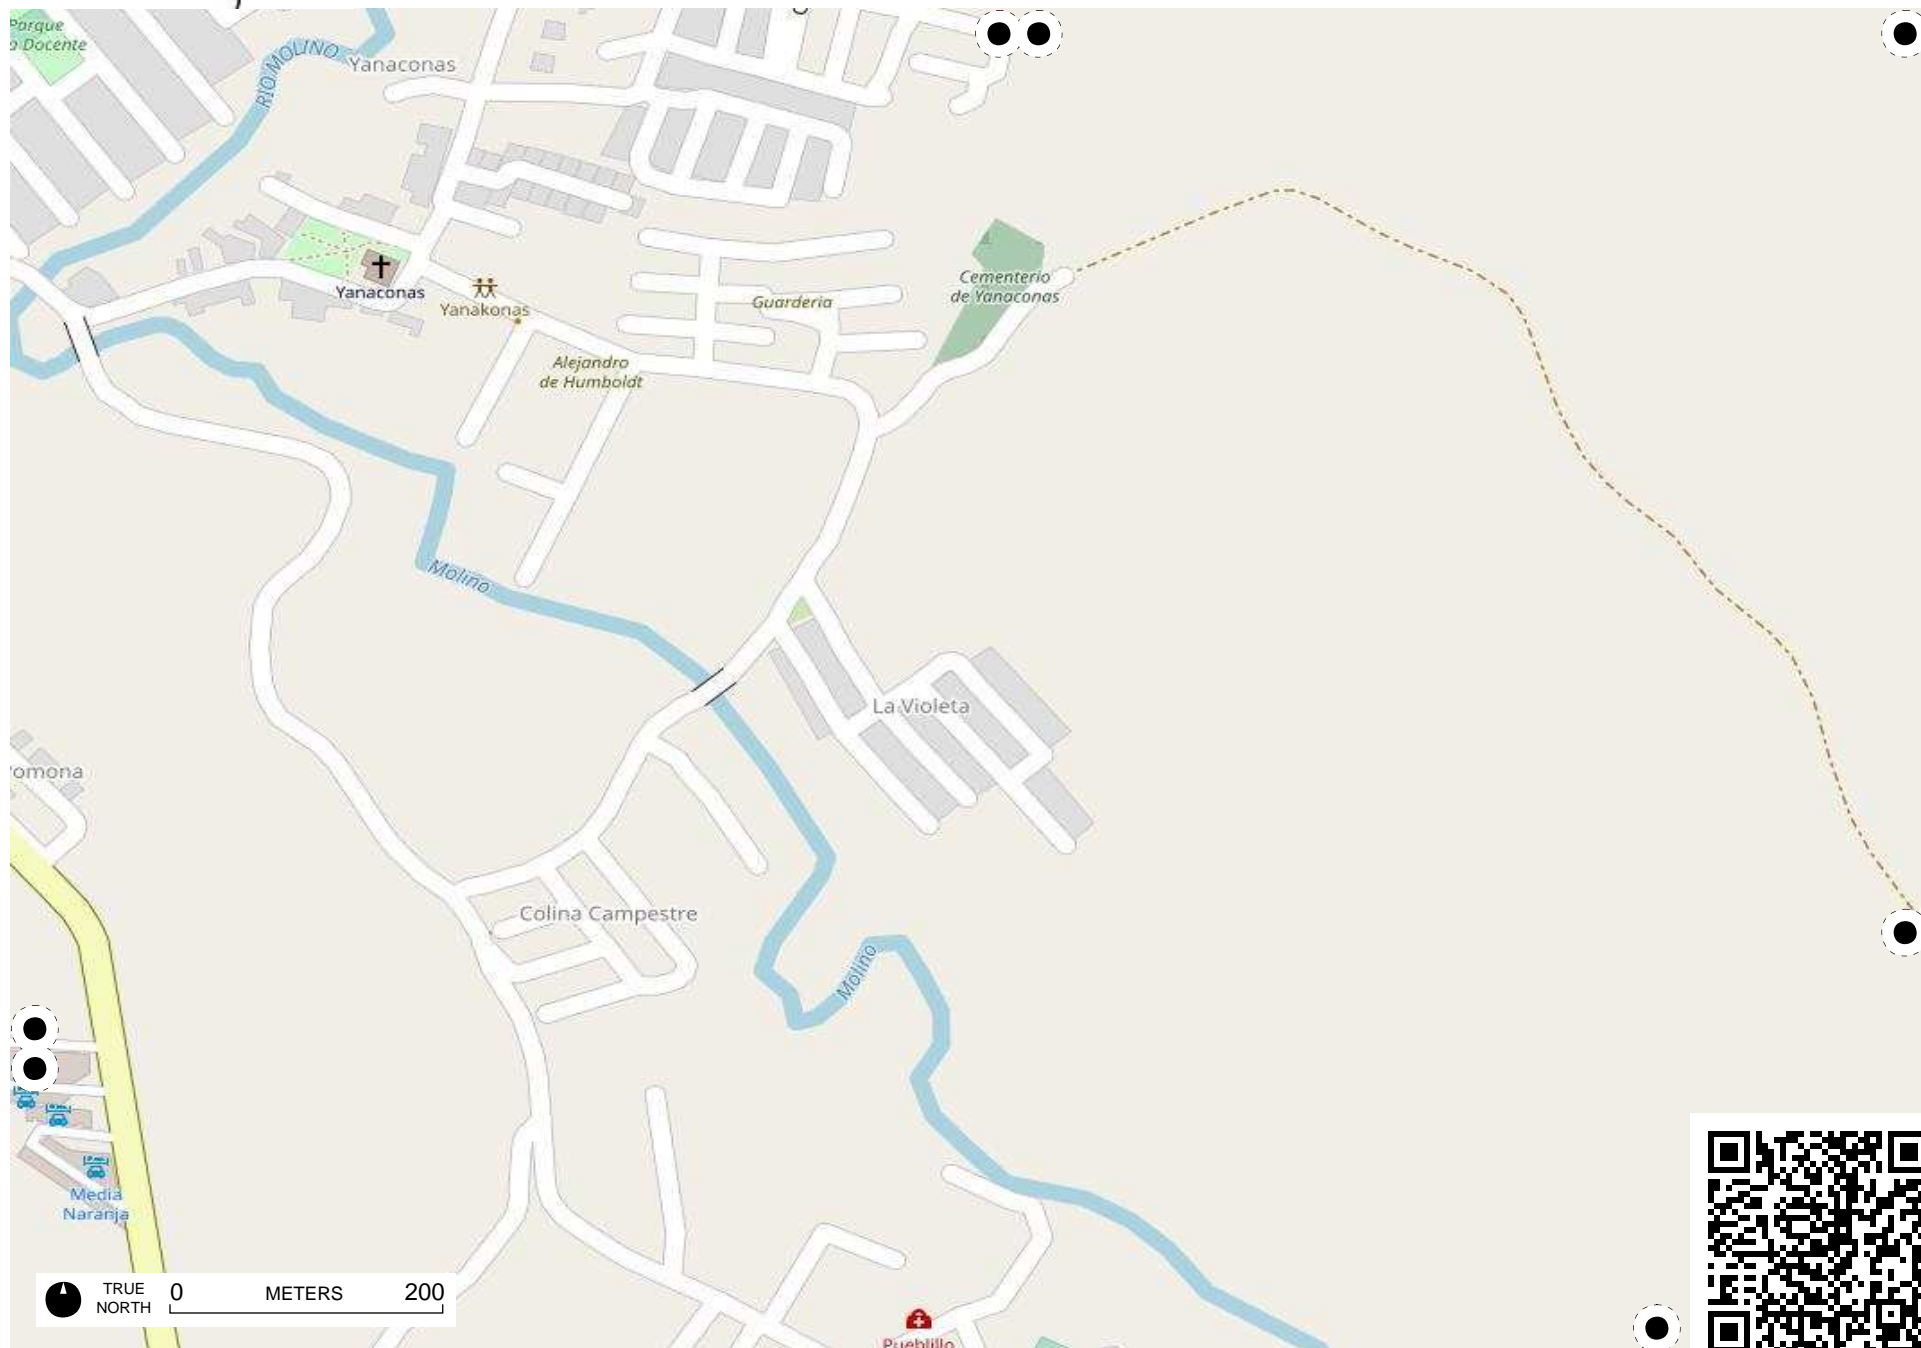 Parque
a Docente
RIO MOLINO
Yanaconas
Yanaconas
Yanakonas
Guarderia
Cementerio
de Yanaconas
Alejandro
de Humboldt
Molino
La Violeta
omona
Colina Campestre
Molino
Media
Naranja
TRUE
NORTH
0 METERS 200
Pueblillo